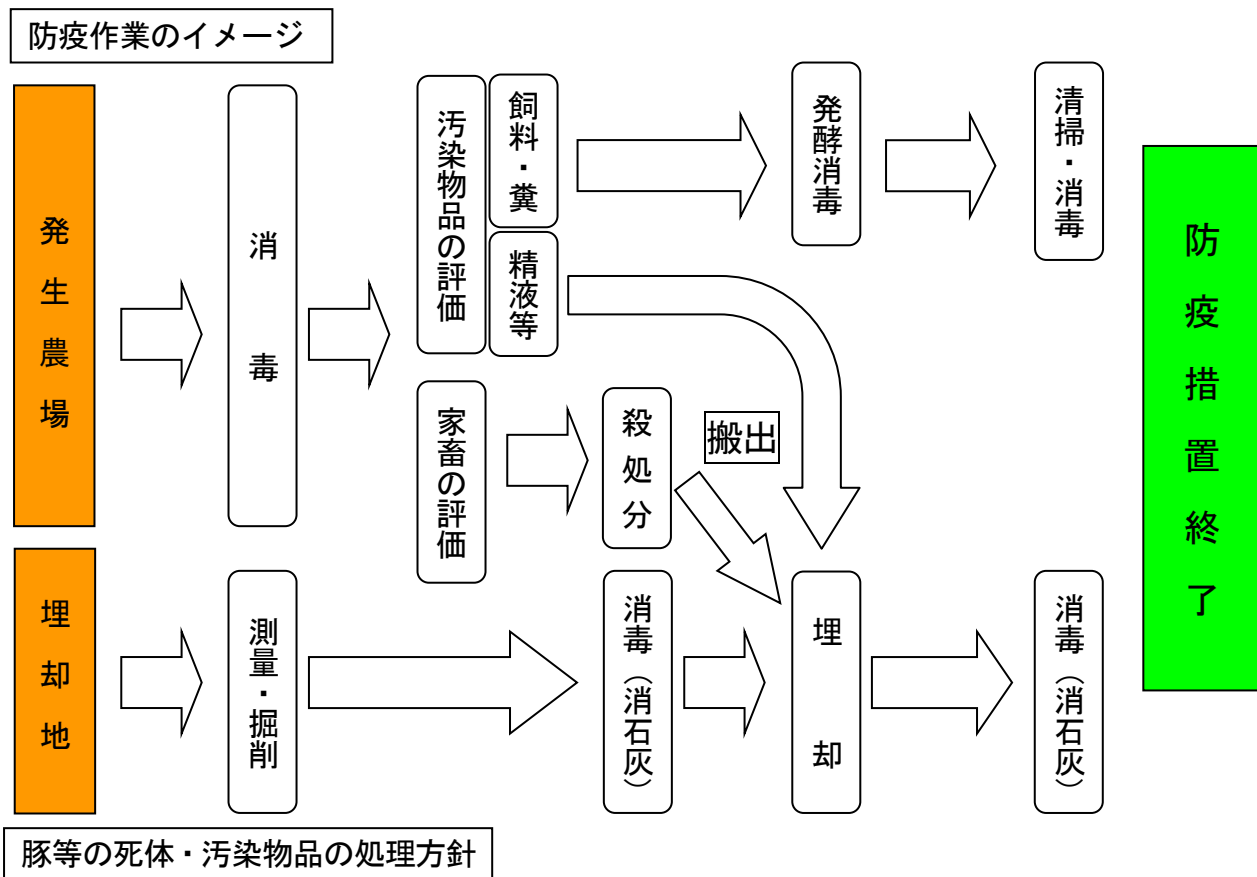 防疫作業のイメージ
発生農場
消毒
汚染物品の評価
飼料・糞
精液等
発酵消毒
清掃・消毒
家畜の評価
殺処分
搬出
埋却地
測量・掘削
消毒（消石灰）
埋却
消毒（消石灰）
防疫措置終了
豚等の死体・汚染物品の処理方針